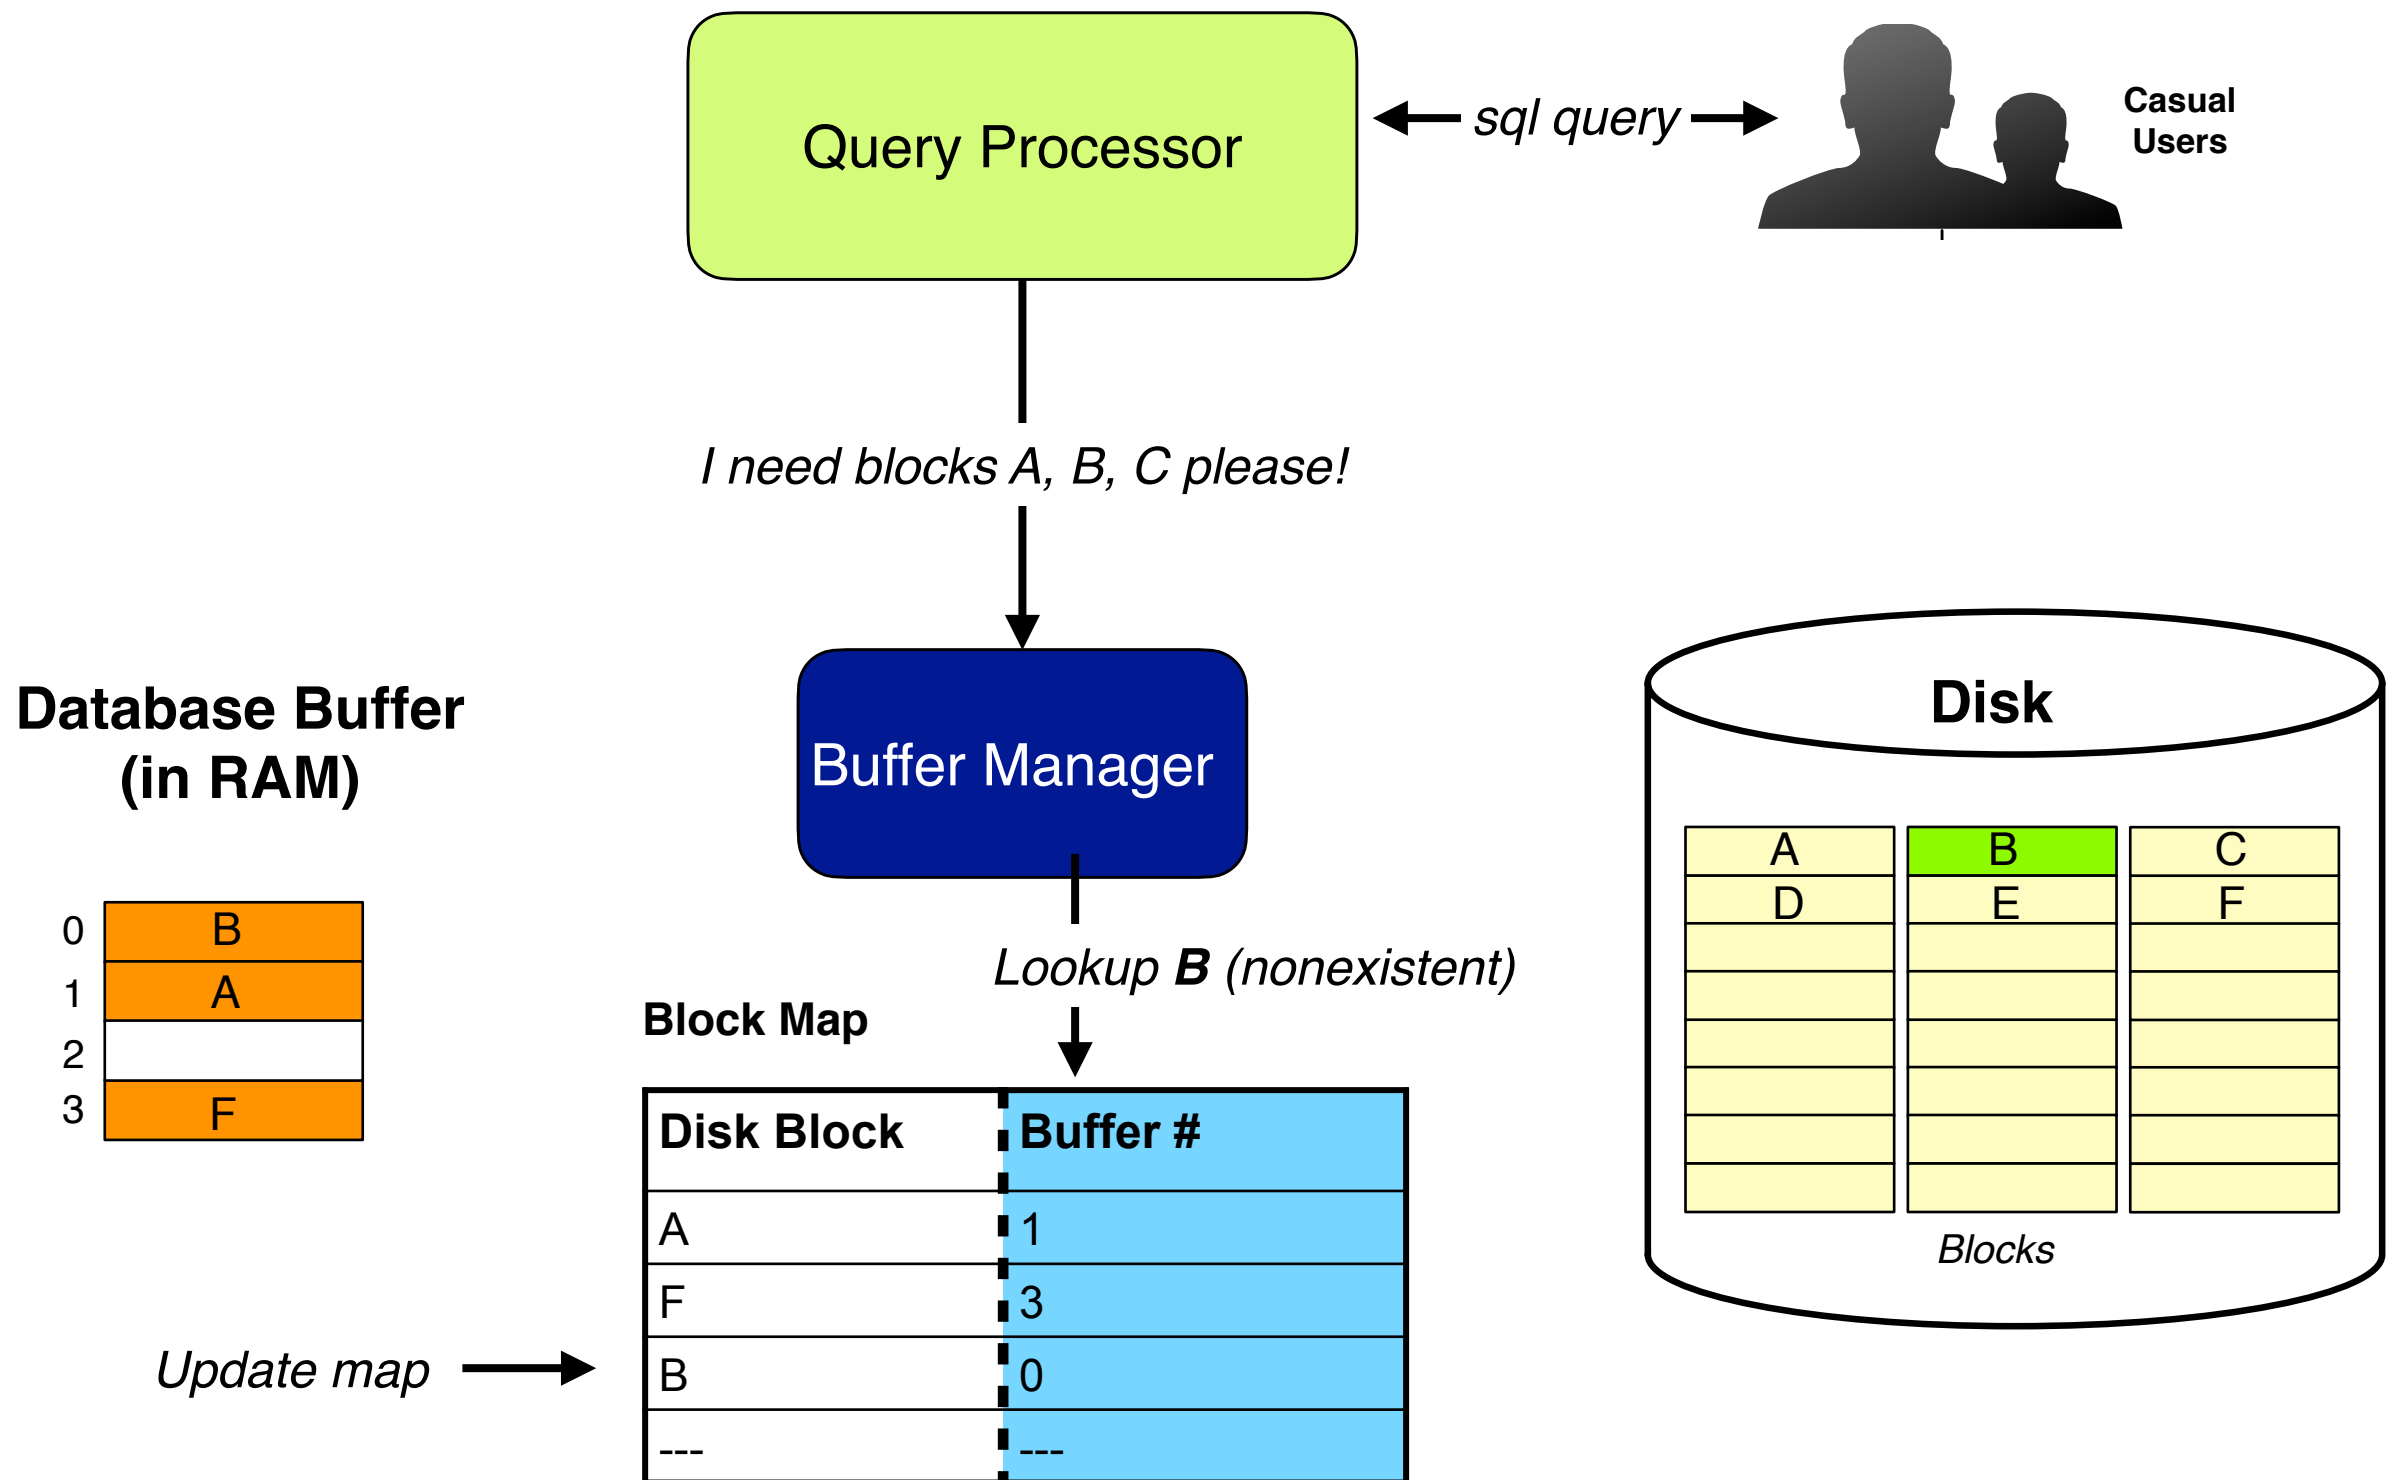 Query Processor
sql query
Casual
Users
I need blocks A, B, C please!
Database Buffer
(in RAM)
Buffer Manager
Disk
A B C
D E F
Blocks
0 B
1 A
2
3 F
Lookup B (nonexistent)
Block Map
Disk Block Buffer #
A 1
F 3
B 0
--- ---
Update map